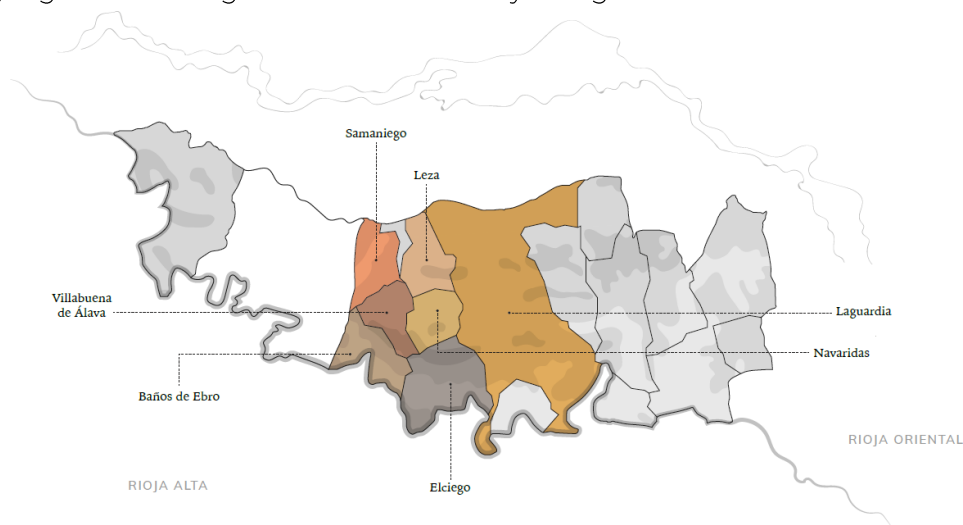 Samaniego
Leza
Villabuena
de Álava
Laguardia
Navaridas
Baños de Ebro
RIOJA ORIENTAL
RIOJA ALTA
Elciego